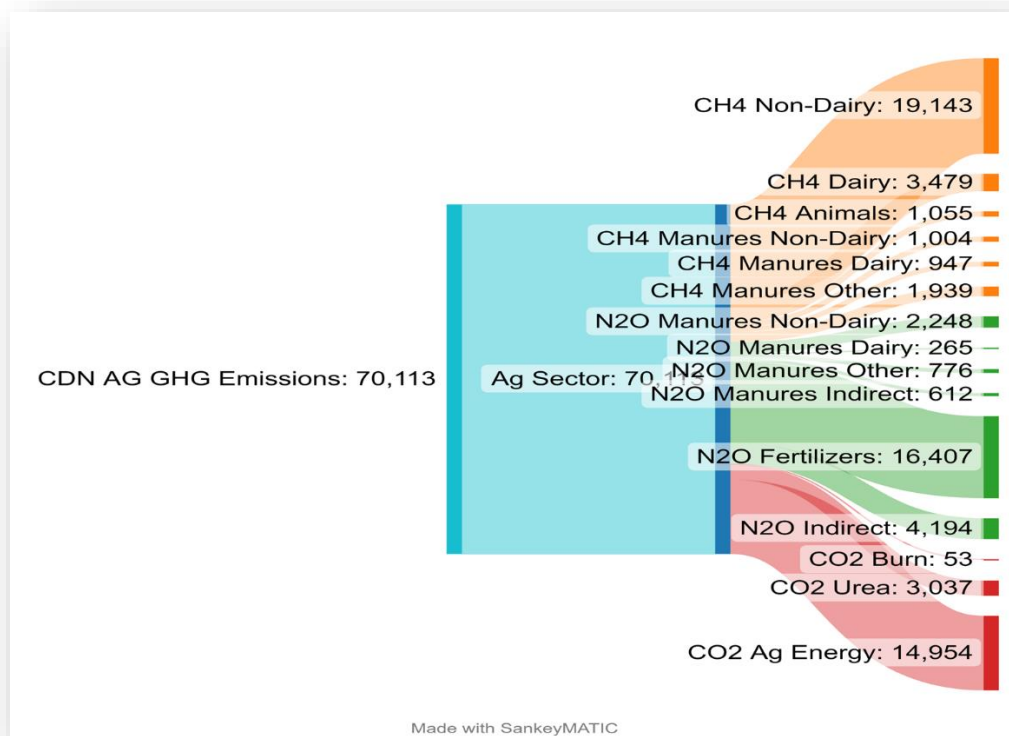 CH4 Non-Dairy: 19,143
CH4 Dairy: 3,479
CH4 Animals: 1,055
CH4 Manures Non-Dairy: 1,004
CH4 Manures Dairy: 947
CH4 Manures Other: 1,939
N2O Manures Non-Dairy: 2,248
N2O Manures Dairy: 265
N2O Manures Other: 776
N2O Manures Indirect: 612
CDN AG GHG Emissions: 70,113
Ag Sector: 70,113
N2O Fertilizers: 16,407
N2O Indirect: 4,194
CO2 Burn: 53
CO2 Urea: 3,037
CO2 Ag Energy: 14,954
Made with SankeyMATIC